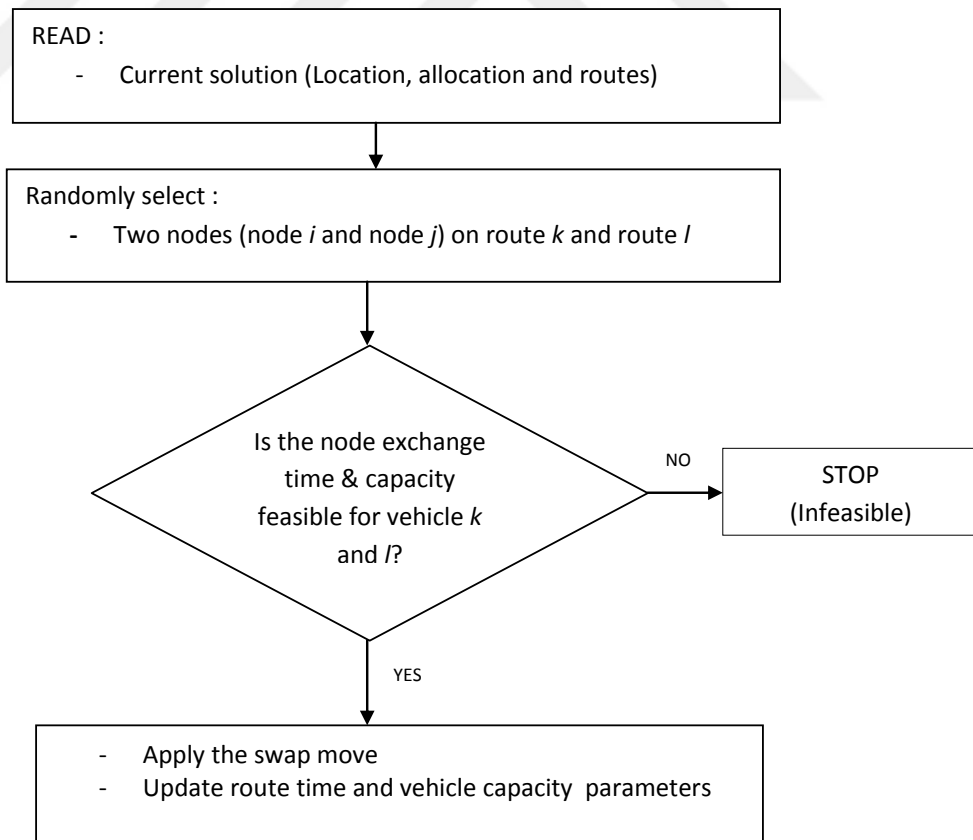 READ :
- Current solution (Location, allocation and routes)
Randomly select :
- Two nodes (node i and node j) on route k and route l
Is the node exchange
time & capacity
feasible for vehicle k
and l?
NO
STOP
(Infeasible)
YES
- Apply the swap move
- Update route time and vehicle capacity parameters